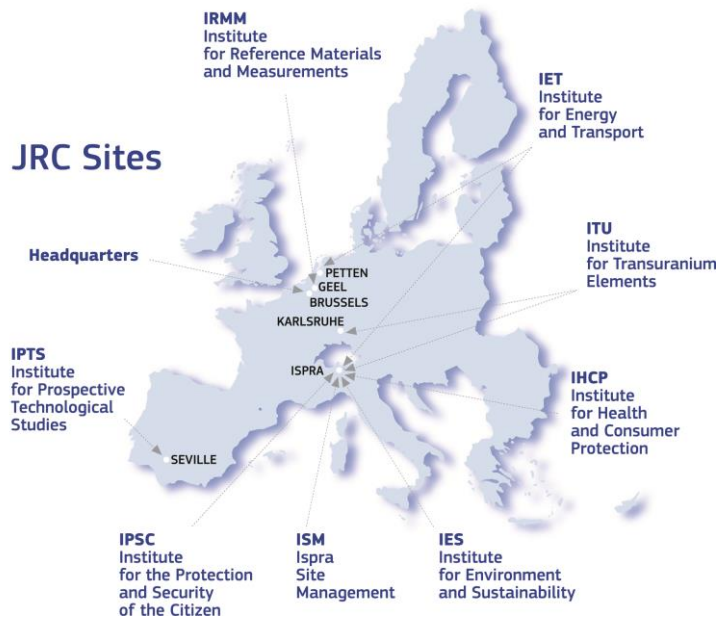 IRMM
Institute
for Reference Materials
and Measurements
IET
Institute
for Energy
and Transport
JRC Sites
ITU
Institute
for Transuranium
Elements
Headquarters
PETTEN
GEEL
BRUSSELS
KARLSRUHE
IPTS
Institute
for Prospective
Technological
Studies
ISPRA
IHCP
Institute
for Health
and Consumer
Protection
SEVILLE
IPSC
Institute
for the Protection
and Security
of the Citizen
ISM
Ispra
Site
Management
IES
Institute
for Environment
and Sustainability